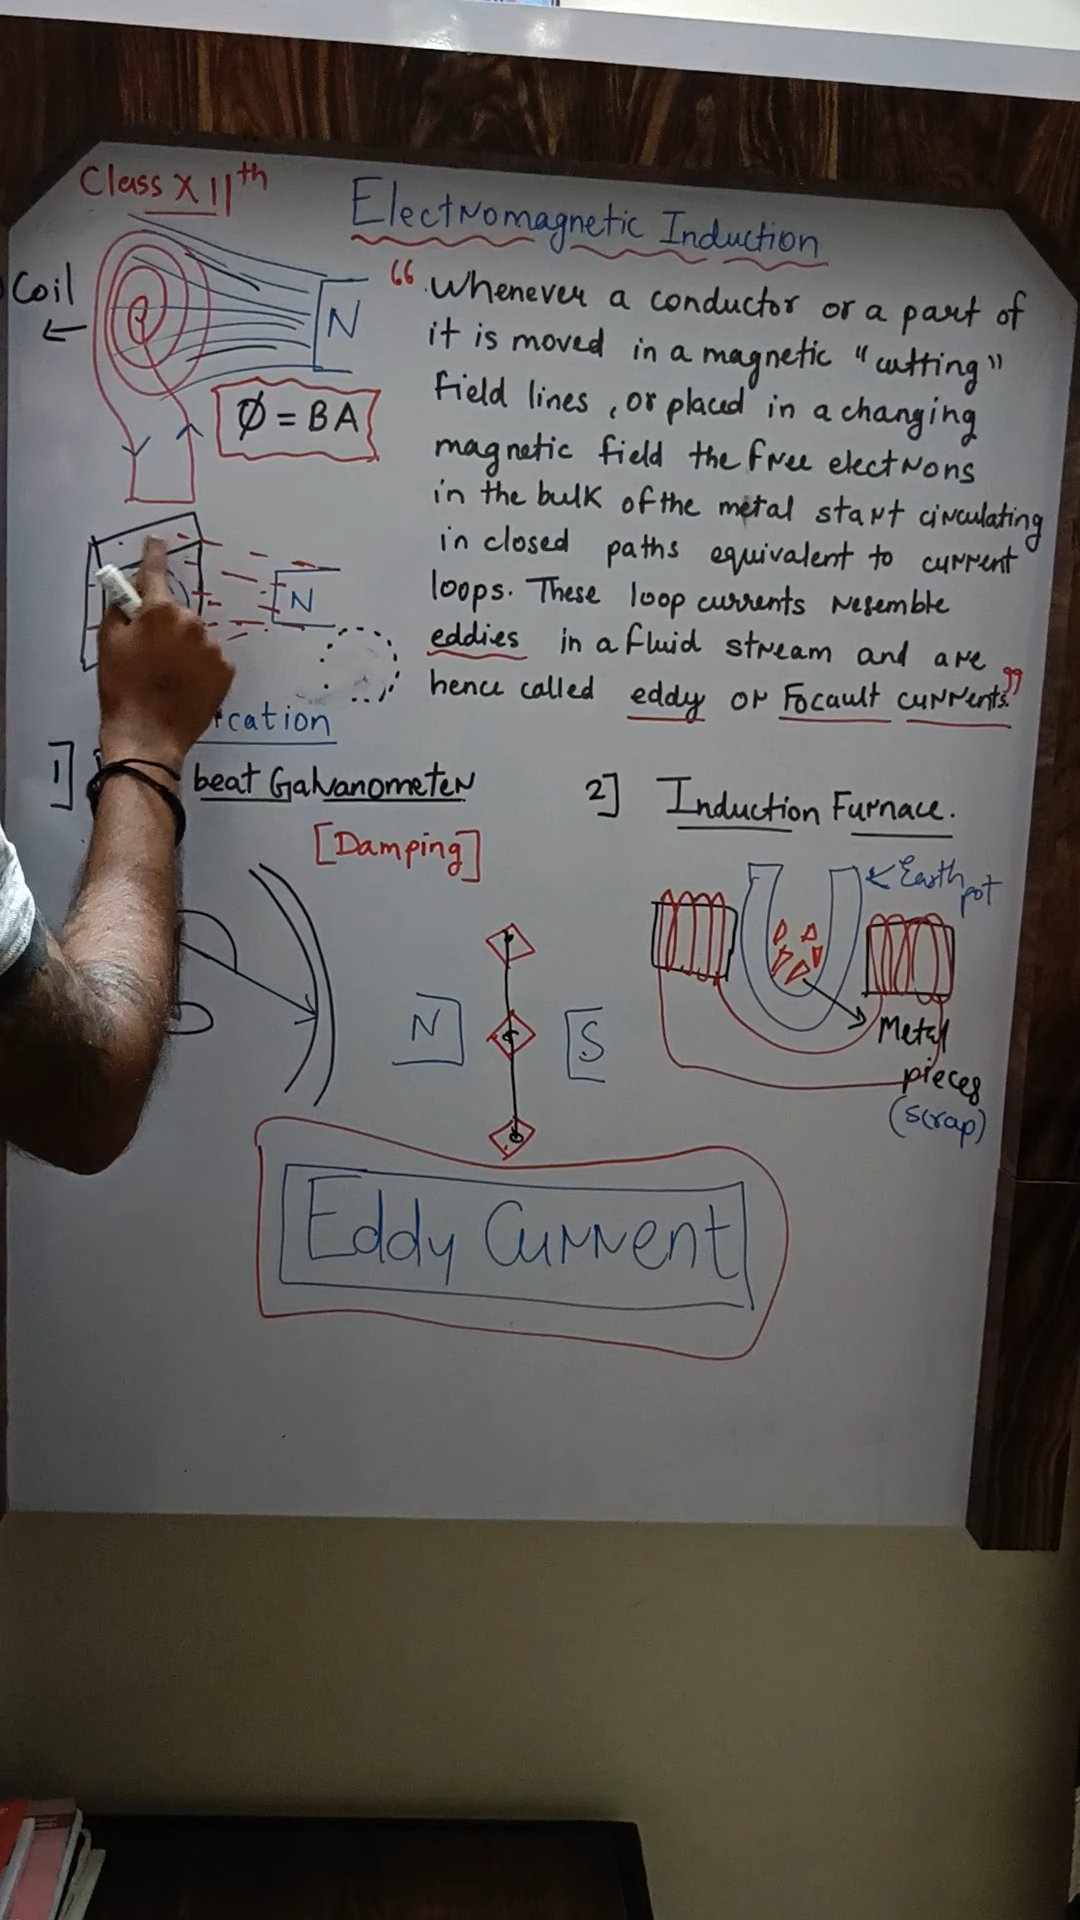 Class XIIth
Electromagnetic Induction
Coil
N
Ø = BA
“ Whenever a conductor or a part of
it is moved in a magnetic "cutting"
field lines, or placed in a changing
magnetic field the free electrons
in the bulk of the metal start circulating
in closed paths equivalent to current
loops. These loop currents resemble
eddies in a fluid stream and are
hence called eddy or Focault currents.”
N
cation
1] beat Galvanometer
[Damping]
N
S
2] Induction Furnace.
Earth
pot
Metal
pieces
(scrap)
Eddy Current